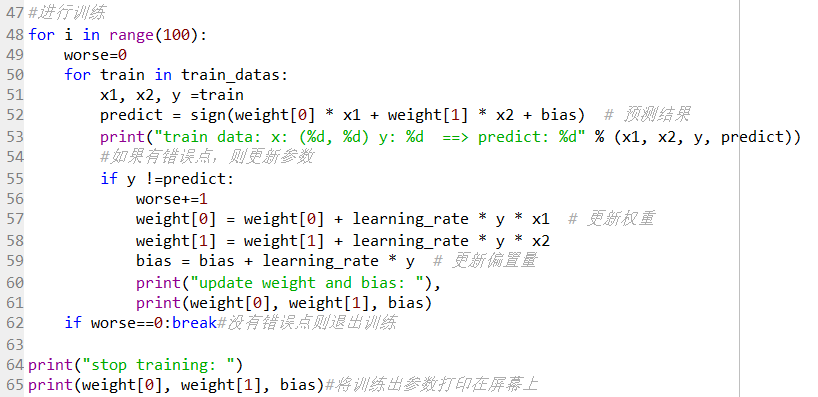 47 #进行训练
48 for i in range(100):
49     worse=0
50     for train in train_datas:
51         x1, x2, y =train
52         predict = sign(weight[0] * x1 + weight[1] * x2 + bias)  # 预测结果
53         print("train data: x: (%d, %d) y: %d  ==> predict: %d" % (x1, x2, y, predict))
54         #如果有错误点，则更新参数
55         if y !=predict:
56             worse+=1
57             weight[0] = weight[0] + learning_rate * y * x1  # 更新权重
58             weight[1] = weight[1] + learning_rate * y * x2
59             bias = bias + learning_rate * y  # 更新偏置量
60             print("update weight and bias: "),
61             print(weight[0], weight[1], bias)
62     if worse==0:break#没有错误点则退出训练
63
64 print("stop training: ")
65 print(weight[0], weight[1], bias)#将训练出参数打印在屏幕上